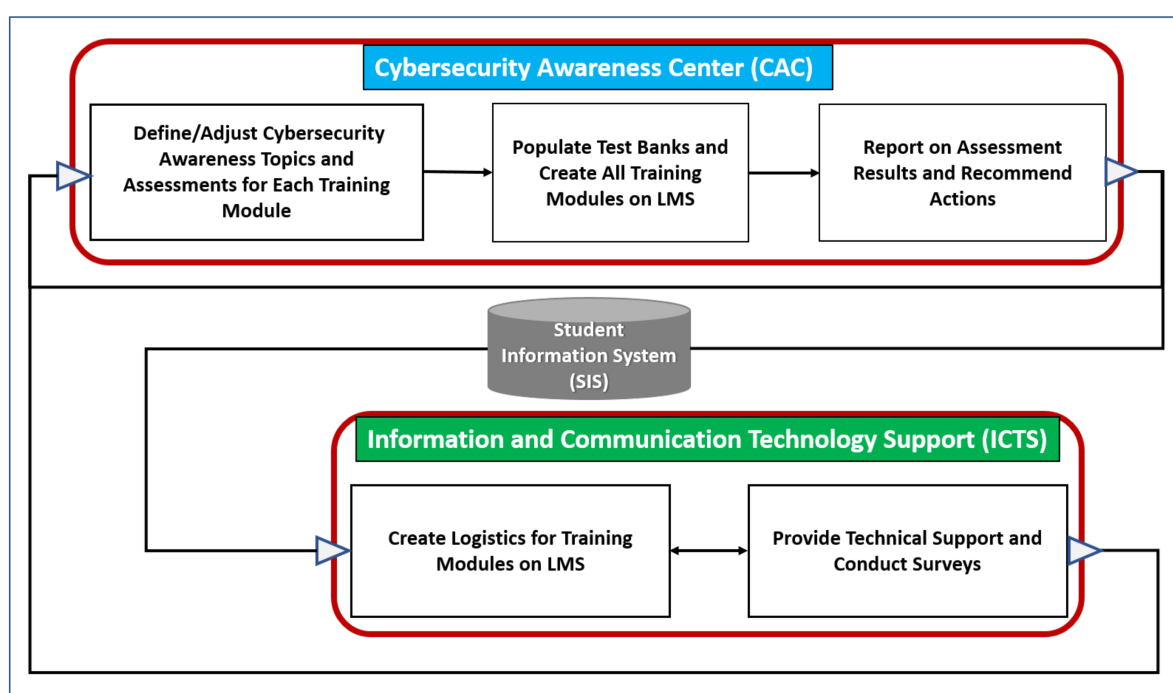 Cybersecurity Awareness Center (CAC)
Define/Adjust Cybersecurity
Awareness Topics and
Assessments for Each Training
Module
Populate Test Banks and
Create All Training
Modules on LMS
Report on Assessment
Results and Recommend
Actions
Student
Information System
(SIS)
Information and Communication Technology Support (ICTS)
Create Logistics for Training
Modules on LMS
Provide Technical Support and
Conduct Surveys